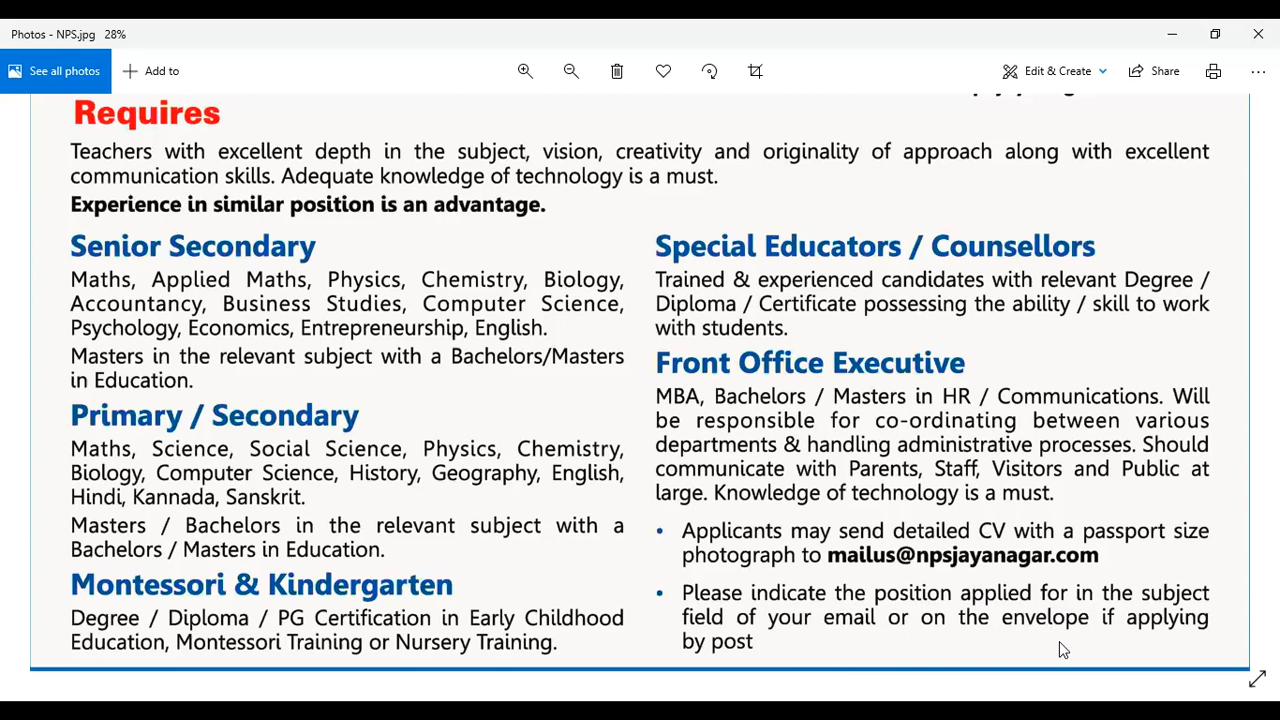 Photos - NPS.jpg 28%
See all photos
Add to
Edit & Create
Share
Requires
Teachers with excellent depth in the subject, vision, creativity and originality of approach along with excellent
communication skills. Adequate knowledge of technology is a must.
Experience in similar position is an advantage.
Senior Secondary
Maths, Applied Maths, Physics, Chemistry, Biology,
Accountancy, Business Studies, Computer Science,
Psychology, Economics, Entrepreneurship, English.
Masters in the relevant subject with a Bachelors/Masters
in Education.
Primary / Secondary
Maths, Science, Social Science, Physics, Chemistry,
Biology, Computer Science, History, Geography, English,
Hindi, Kannada, Sanskrit.
Masters / Bachelors in the relevant subject with a
Bachelors / Masters in Education.
Montessori & Kindergarten
Degree / Diploma / PG Certification in Early Childhood
Education, Montessori Training or Nursery Training.
Special Educators / Counsellors
Trained & experienced candidates with relevant Degree /
Diploma / Certificate possessing the ability / skill to work
with students.
Front Office Executive
MBA, Bachelors / Masters in HR / Communications. Will
be responsible for co-ordinating between various
departments & handling administrative processes. Should
communicate with Parents, Staff, Visitors and Public at
large. Knowledge of technology is a must.
• Applicants may send detailed CV with a passport size
photograph to mailus@npsjayanagar.com
• Please indicate the position applied for in the subject
field of your email or on the envelope if applying
by post